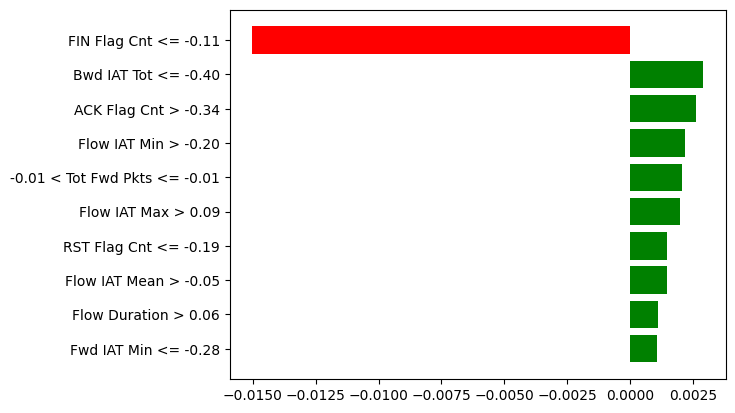 FIN Flag Cnt <= -0.11
Bwd IAT Tot <= -0.40
ACK Flag Cnt > -0.34
Flow IAT Min > -0.20
-0.01 < Tot Fwd Pkts <= -0.01
Flow IAT Max > 0.09
RST Flag Cnt <= -0.19
Flow IAT Mean > -0.05
Flow Duration > 0.06
Fwd IAT Min <= -0.28
−0.0150 −0.0125 −0.0100 −0.0075 −0.0050 −0.0025 0.0000 0.0025